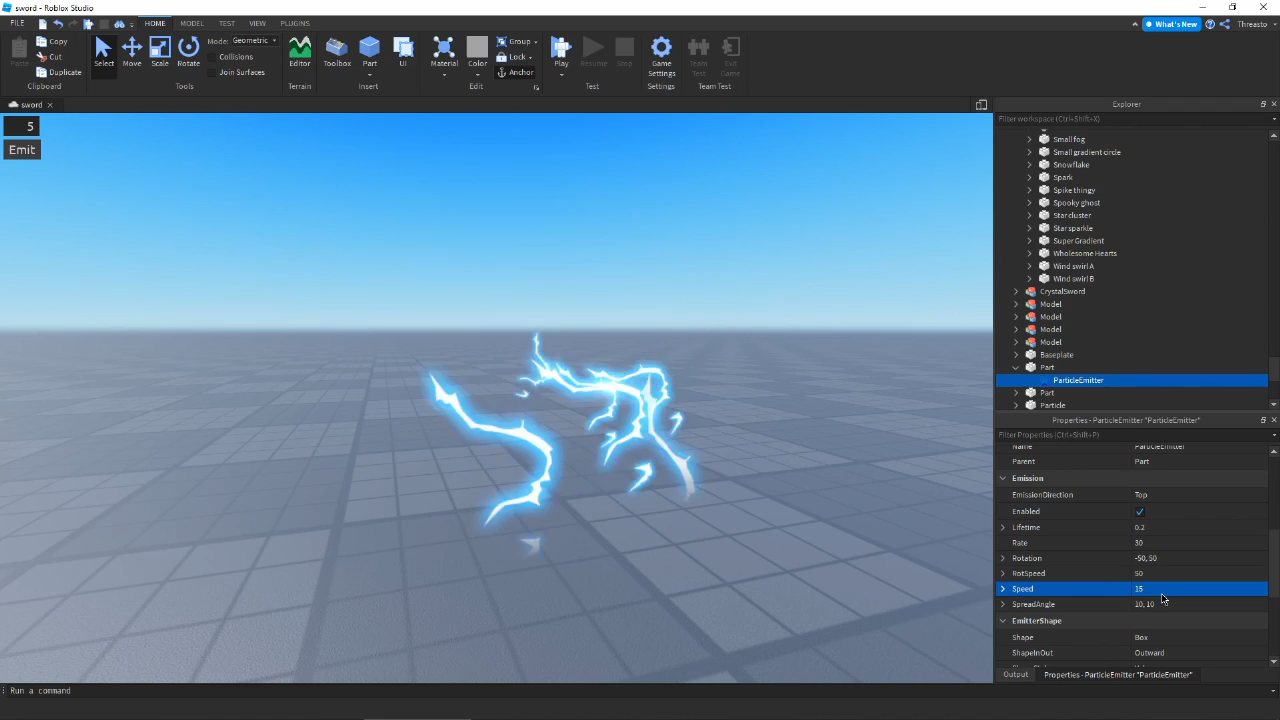 sword - Roblox Studio
FILE HOME MODEL TEST VIEW PLUGINS What's New Threasto
Paste Copy Cut Duplicate Clipboard
Select Move Scale Rotate Mode: Geometric Collisions Join Surfaces Tools
Editor Terrain
Toolbox Part UI Insert
Material Color Group Lock Anchor Edit
Play Resume Stop Test
Game Settings Settings
Team Test Exit Game Team Test
sword
5
Emit
Explorer
Filter workspace (Ctrl+Shift+X)
Small fog
Small gradient circle
Snowflake
Spark
Spike thingy
Spooky ghost
Star cluster
Star sparkle
Super Gradient
Wholesome Hearts
Wind swirl A
Wind swirl B
CrystalSword
Model
Model
Model
Model
Baseplate
Part
ParticleEmitter
Part
Particle
Properties - ParticleEmitter "ParticleEmitter"
Filter Properties (Ctrl+Shift+P)
Name ParticleEmitter
Parent Part
Emission
EmissionDirection Top
Enabled
Lifetime 0.2
Rate 30
Rotation -50, 50
RotSpeed 50
Speed 15
SpreadAngle 10, 10
EmitterShape
Shape Box
ShapeInOut Outward
Output Properties - ParticleEmitter "ParticleEmitter"
Run a command